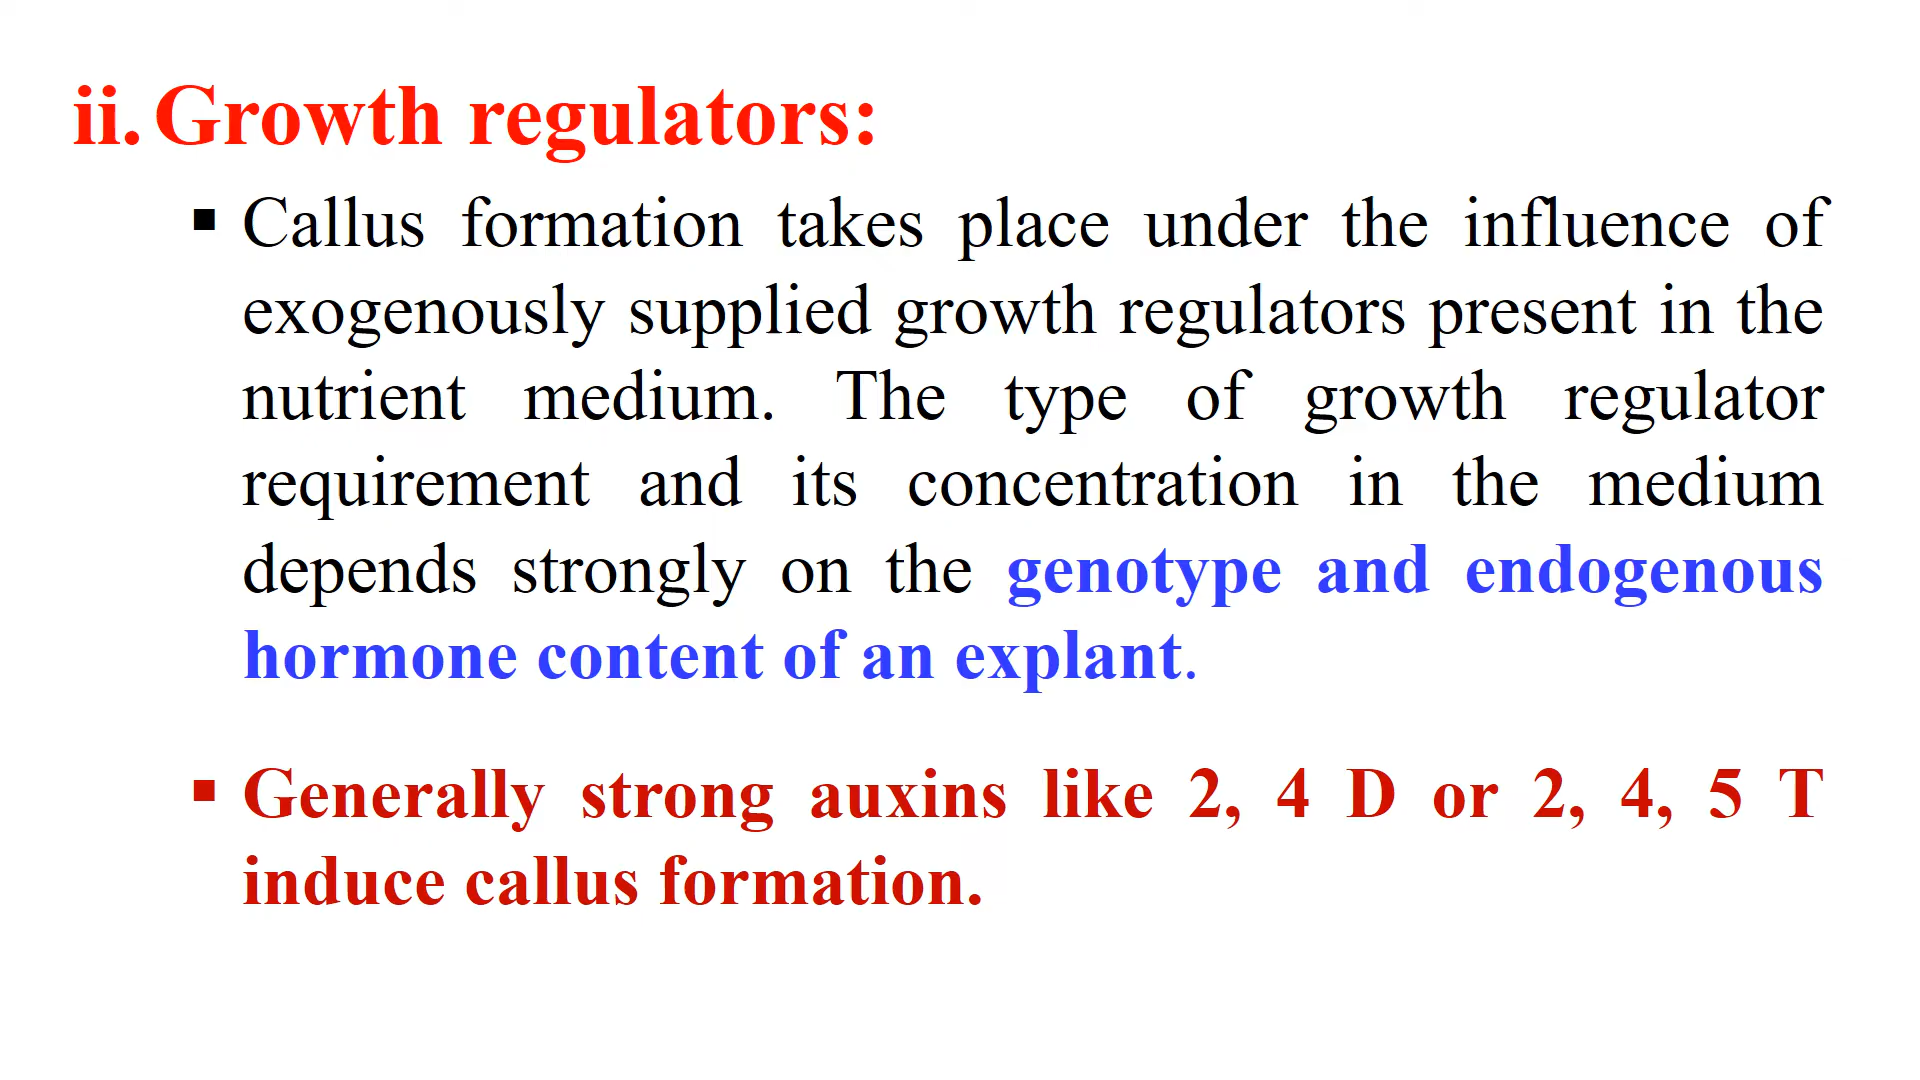 ii. Growth regulators:
▪ Callus formation takes place under the influence of
exogenously supplied growth regulators present in the
nutrient medium. The type of growth regulator
requirement and its concentration in the medium
depends strongly on the genotype and endogenous
hormone content of an explant.
▪ Generally strong auxins like 2, 4 D or 2, 4, 5 T
induce callus formation.